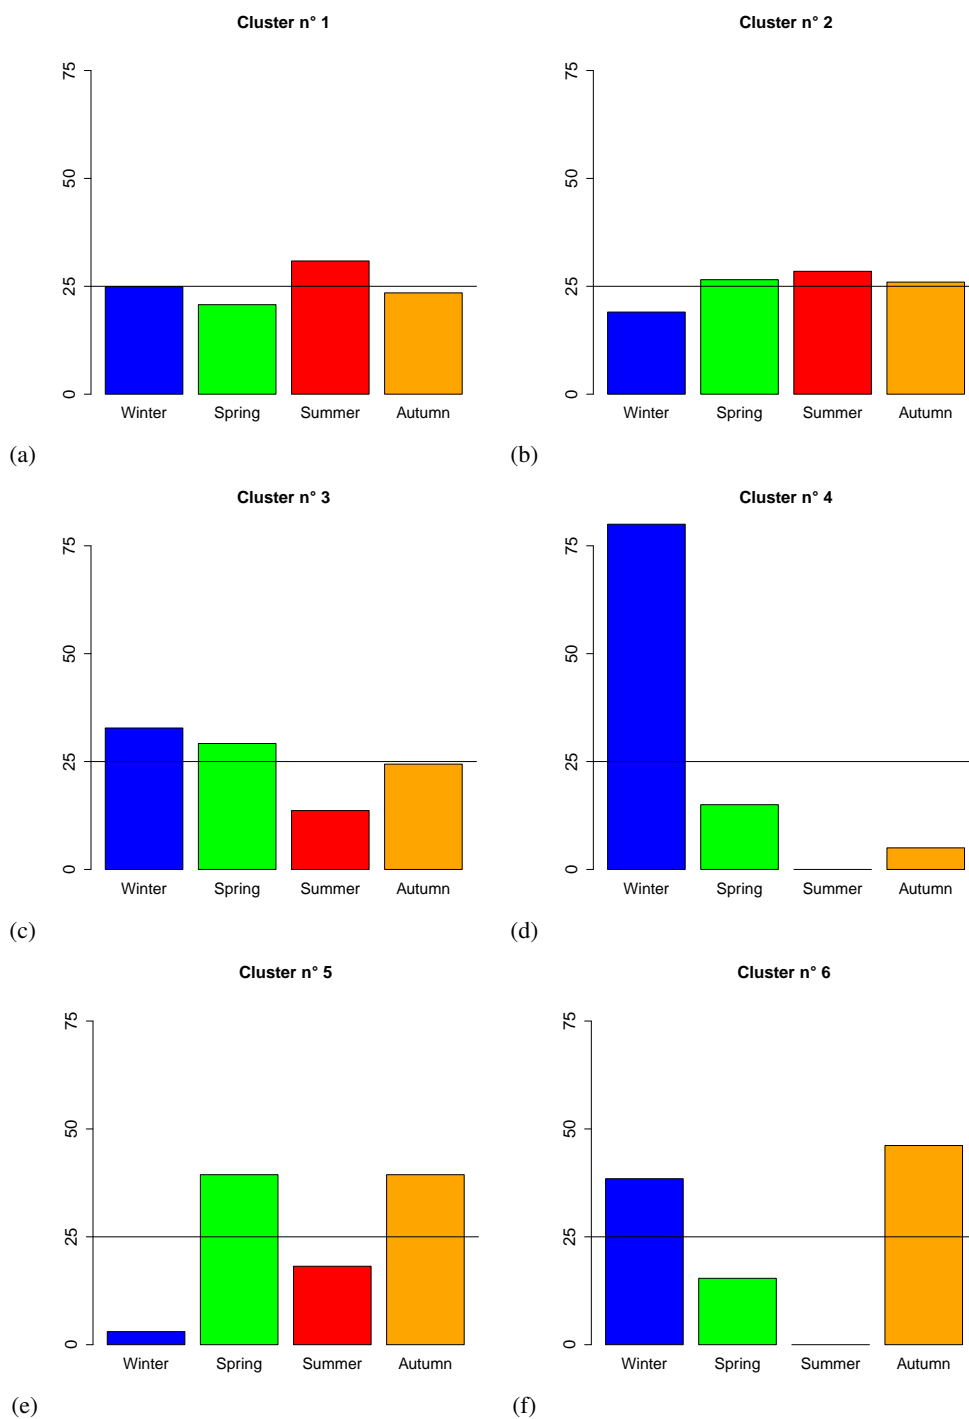 Cluster n° 1
75
50
25
0
Winter Spring Summer Autumn
(a)
Cluster n° 2
75
50
25
0
Winter Spring Summer Autumn
(b)
Cluster n° 3
75
50
25
0
Winter Spring Summer Autumn
(c)
Cluster n° 4
75
50
25
0
Winter Spring Summer Autumn
(d)
Cluster n° 5
75
50
25
0
Winter Spring Summer Autumn
(e)
Cluster n° 6
75
50
25
0
Winter Spring Summer Autumn
(f)